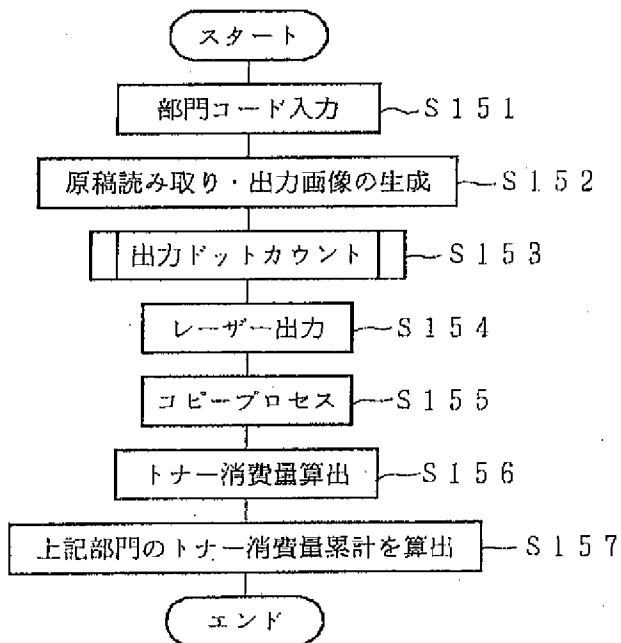 スタート
部門コード入力 S151
原稿読み取り・出力画像の生成 S152
出力ドットカウント S153
レーザー出力 S154
コピープロセス S155
トナー消費量算出 S156
上記部門のトナー消費量累計を算出 S157
エンド